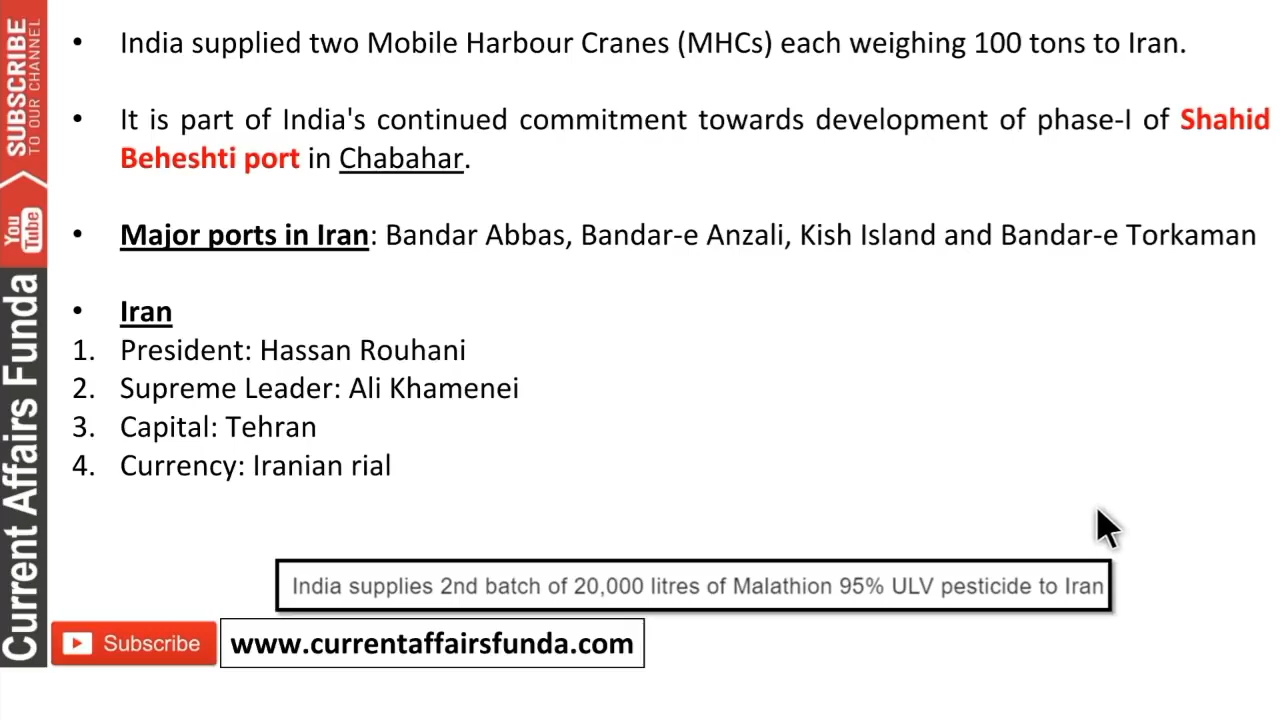 • India supplied two Mobile Harbour Cranes (MHCs) each weighing 100 tons to Iran.
• It is part of India's continued commitment towards development of phase-I of Shahid
Beheshti port in Chabahar.
• Major ports in Iran: Bandar Abbas, Bandar-e Anzali, Kish Island and Bandar-e Torkaman
• Iran
1. President: Hassan Rouhani
2. Supreme Leader: Ali Khamenei
3. Capital: Tehran
4. Currency: Iranian rial
India supplies 2nd batch of 20,000 litres of Malathion 95% ULV pesticide to Iran
Subscribe
www.currentaffairsfunda.com
SUBSCRIBE
TO OUR CHANNEL
You
Tube
Current Affairs Funda